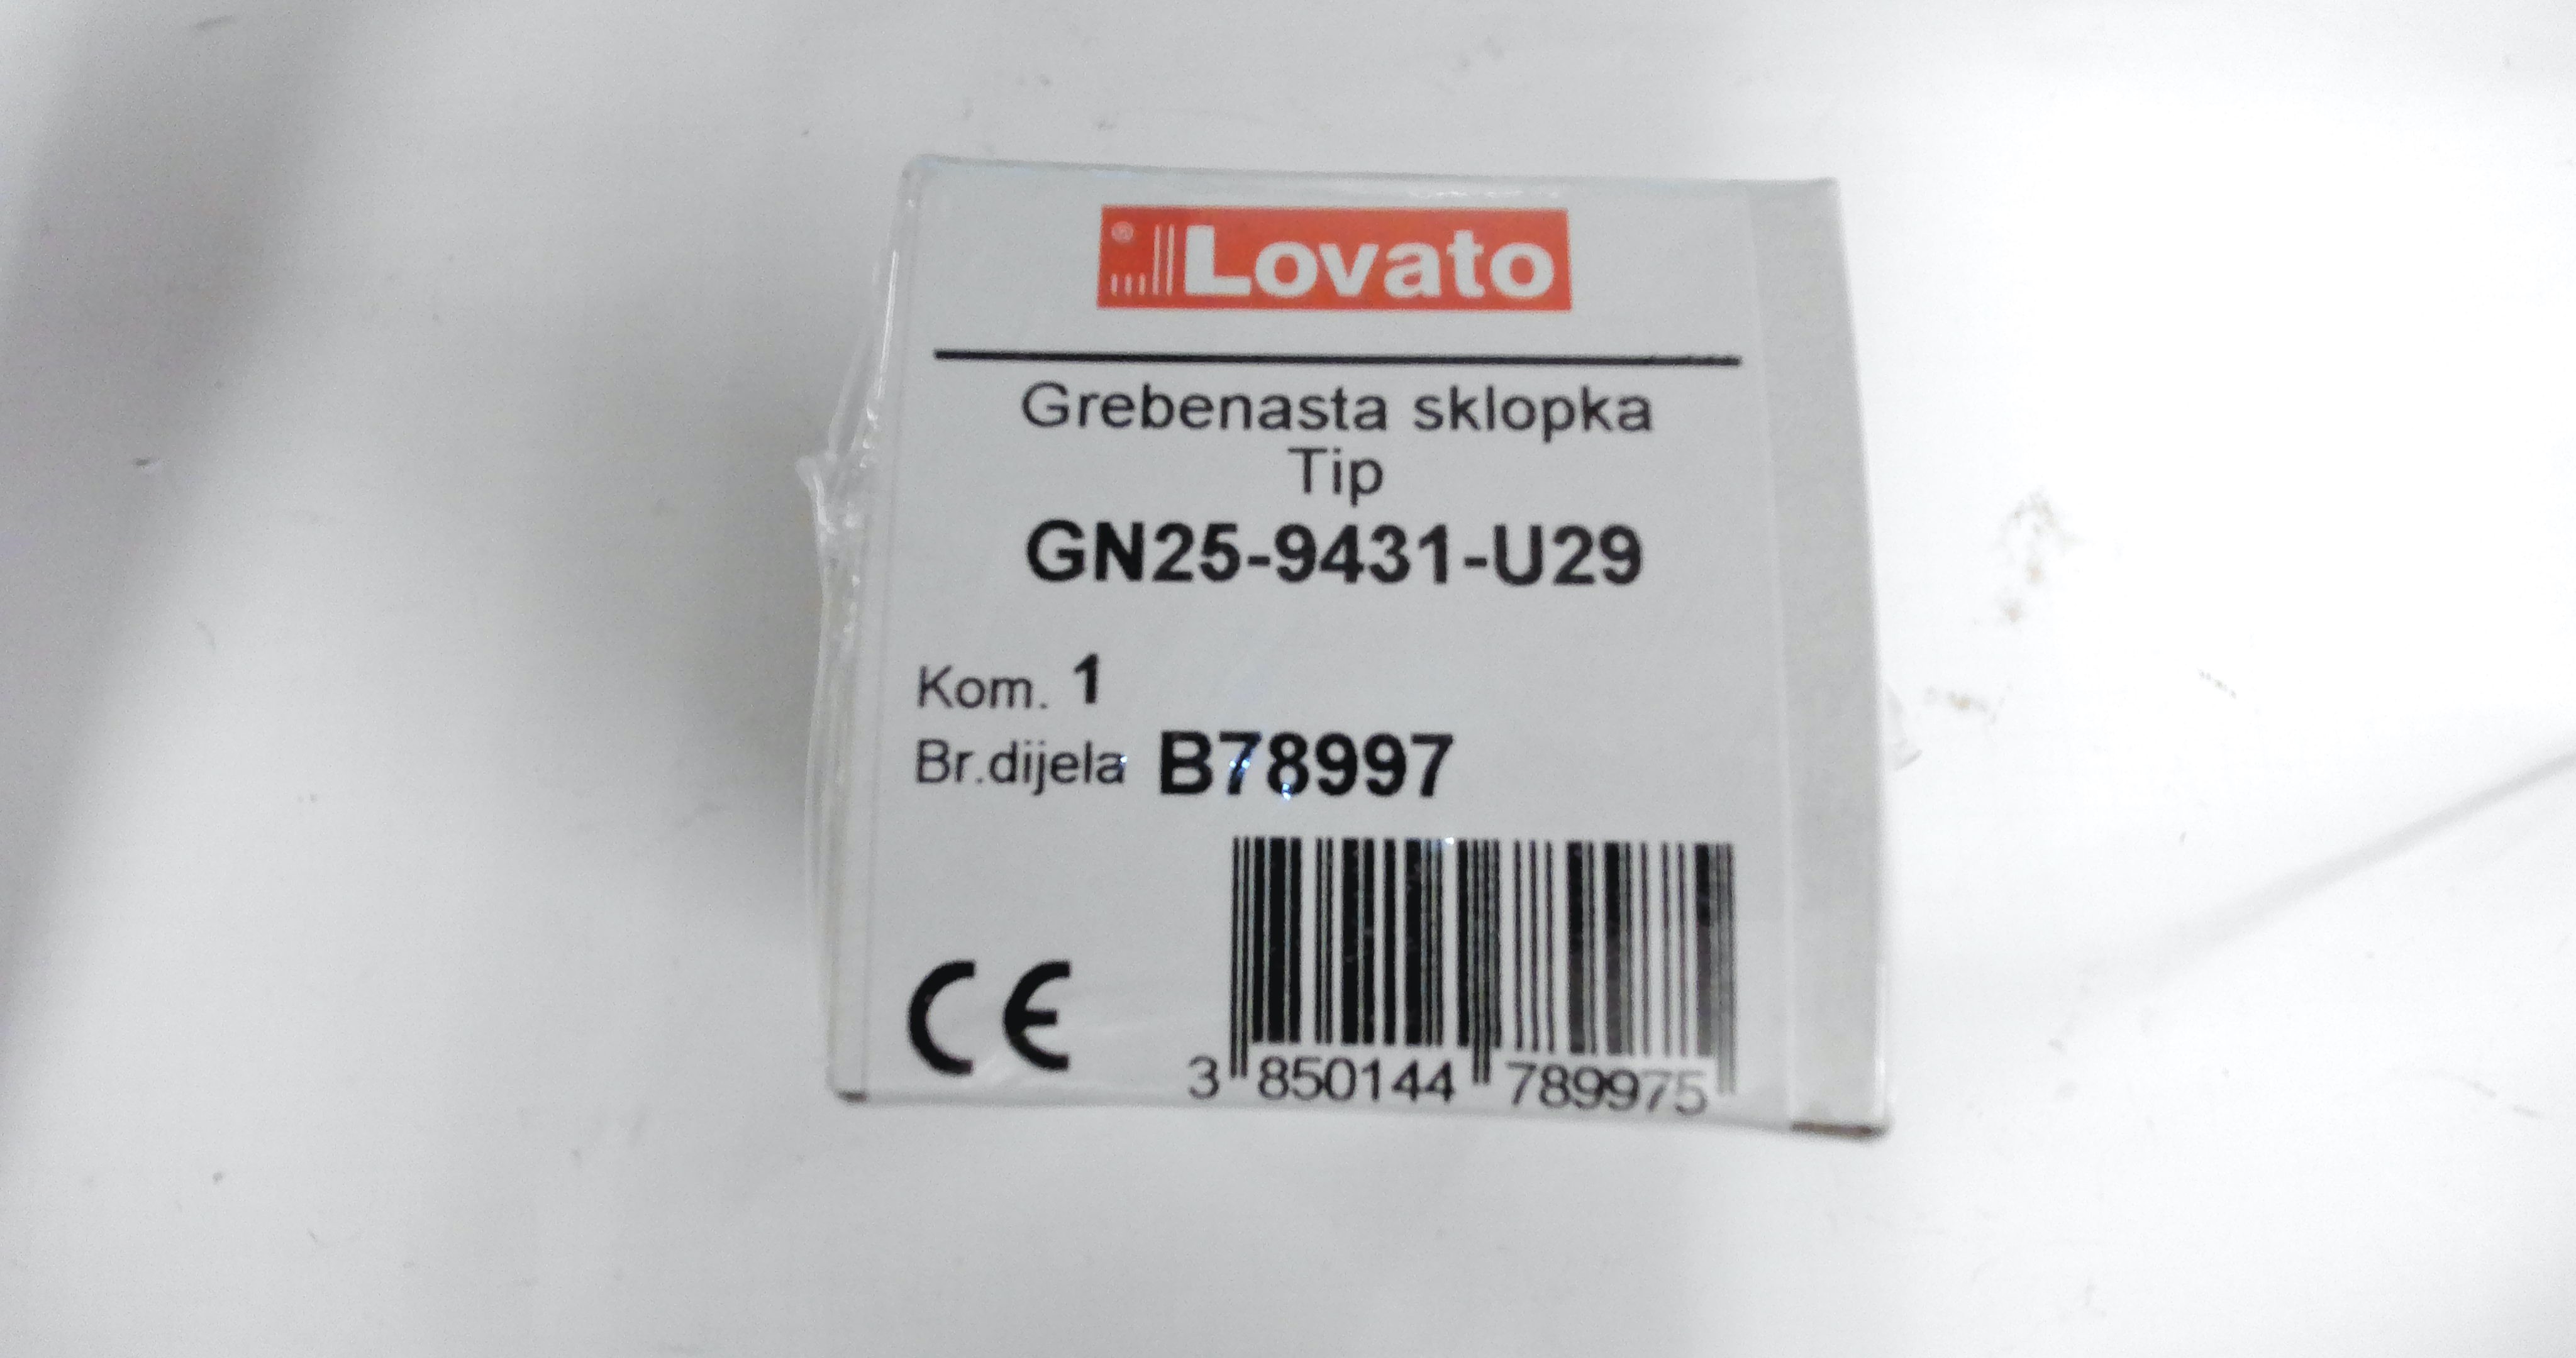 ® Lovato
Grebenasta sklopka
Tip
GN25-9431-U29
Kom. 1
Br.dijela B78997
CE
3 850144 789975